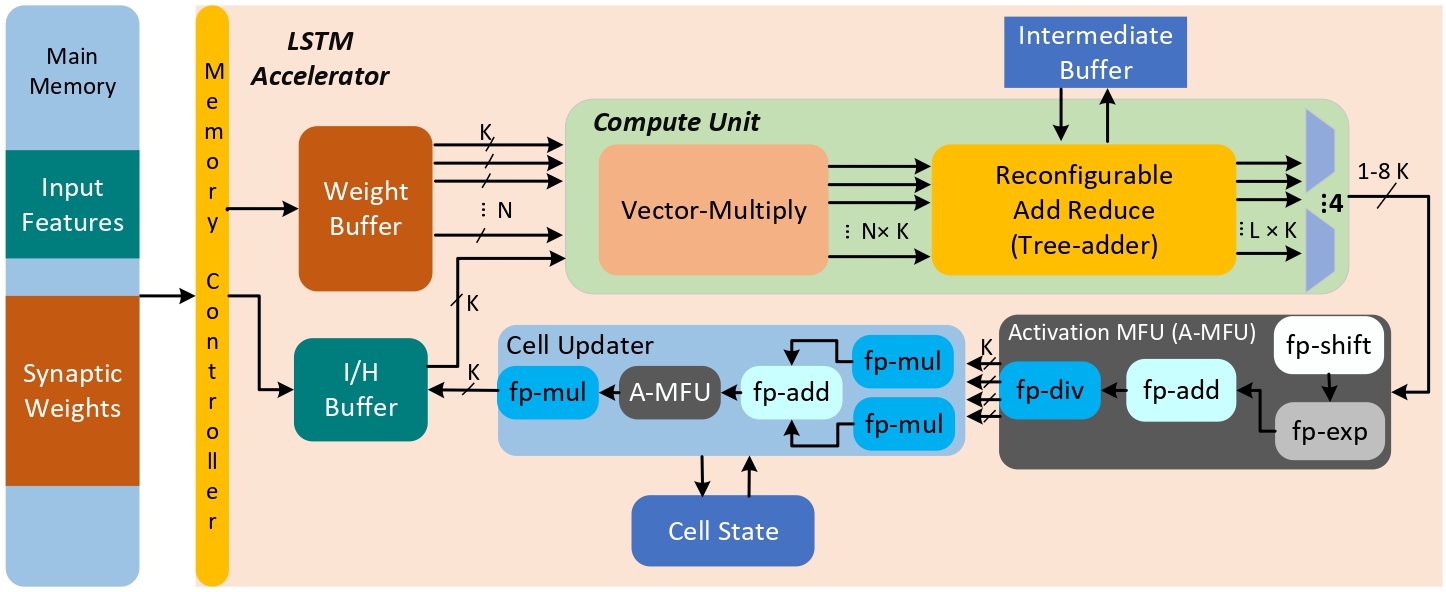 Main
Memory
Input
Features
Synaptic
Weights
Memory Controller
LSTM
Accelerator
Weight
Buffer
K
⋮ N
K
I/H
Buffer
K
Compute Unit
Vector-Multiply
⋮ N× K
Intermediate
Buffer
Reconfigurable
Add Reduce
(Tree-adder)
⋮L × K
⋮4
1-8 K
Cell Updater
fp-mul
A-MFU
fp-add
fp-mul
fp-mul
K
Activation MFU (A-MFU)
fp-shift
fp-div
fp-add
fp-exp
Cell State